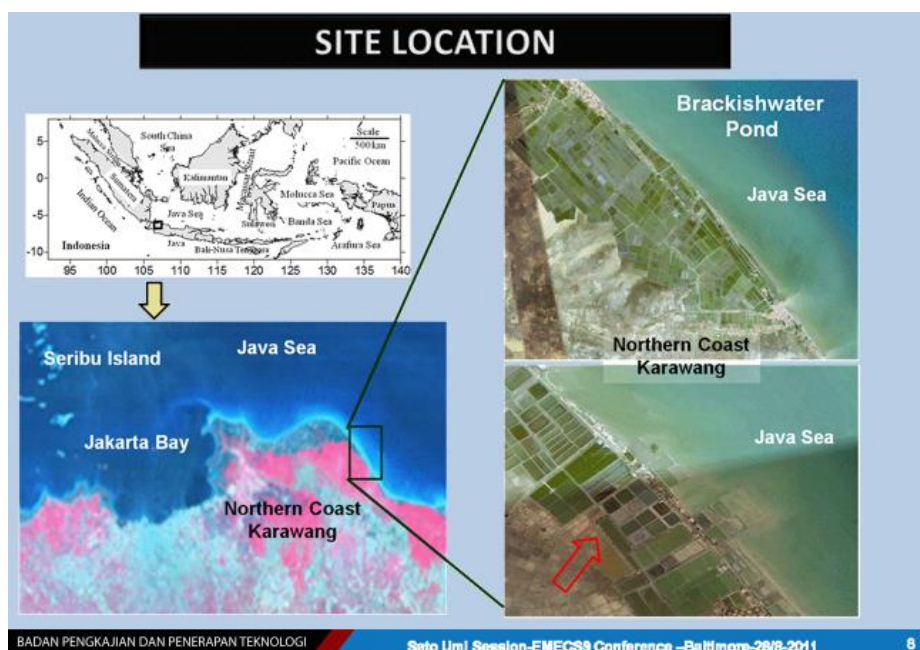 SITE LOCATION
5
0
-5
-10
95 100 105 110 115 120 125 130 135 140
South China
Sea
Scale
500 km
Pacific Ocean
Kalimantan
Sumatera
Molucca Sea
Papua
Indian Ocean
Java Sea
Sulawesi
Banda Sea
Indonesia
Java
Bali-Nusa Tenggara
Arafura Sea
Seribu Island
Java Sea
Jakarta Bay
Northern Coast
Karawang
Brackishwater
Pond
Java Sea
Northern Coast
Karawang
Java Sea
BADAN PENGKAJIAN DAN PENERAPAN TEKNOLOGI
Sato Umi Session-EMECS9 Conference –Baltimore-28/8-2011
8